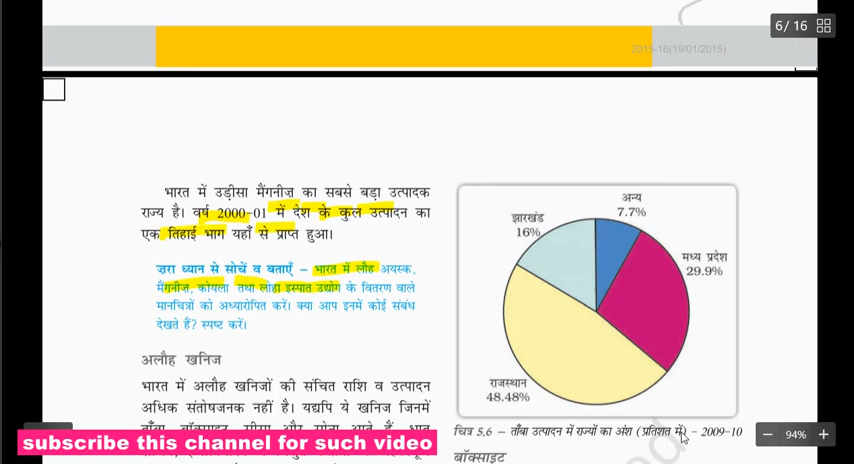 6 / 16
2015-16(19/01/2015)
भारत में उड़ीसा मैंगनीज़ का सबसे बड़ा उत्पादक
राज्य है। वर्ष 2000-01 में देश के कुल उत्पादन का
एक तिहाई भाग यहाँ से प्राप्त हुआ।
ज़रा ध्यान से सोचें व बताएँ – भारत में लौह अयस्क,
मैंगनीज़, कोयला तथा लोहा इस्पात उद्योग के वितरण वाले
मानचित्रों को अध्यारोपित करें। क्या आप इनमें कोई संबंध
देखते हैं? स्पष्ट करें।
अलौह खनिज
भारत में अलौह खनिजों की संचित राशि व उत्पादन
अधिक संतोषजनक नहीं है। यद्यपि ये खनिज जिनमें
अन्य
7.7%
झारखंड
16%
मध्य प्रदेश
29.9%
राजस्थान
48.48%
चित्र 5.6 – ताँबा उत्पादन में राज्यों का अंश (प्रतिशत में) – 2009-10
बॉक्साइट
94%
subscribe this channel for such video